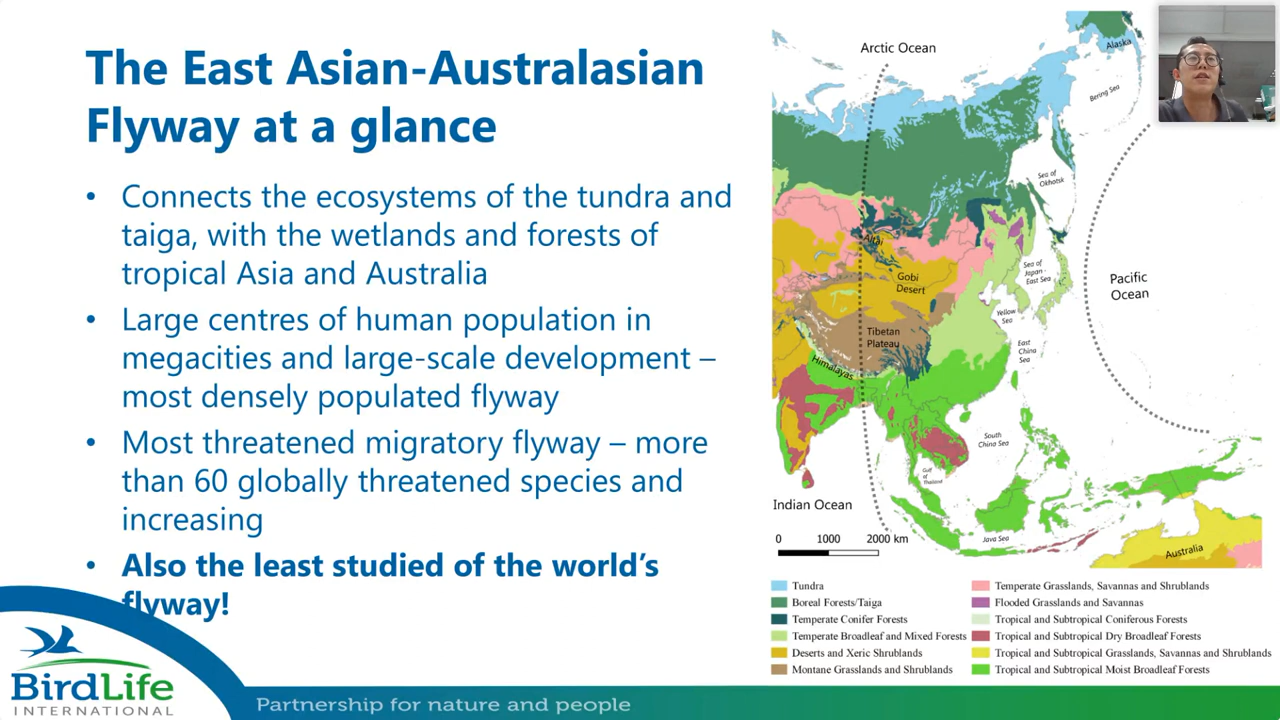 The East Asian-Australasian
Flyway at a glance
• Connects the ecosystems of the tundra and
taiga, with the wetlands and forests of
tropical Asia and Australia
• Large centres of human population in
megacities and large-scale development –
most densely populated flyway
• Most threatened migratory flyway – more
than 60 globally threatened species and
increasing
• Also the least studied of the world's
flyway!
BirdLife
INTERNATIONAL
Partnership for nature and people
Arctic Ocean
Alaska
Bering Sea
Sea of
Okhotsk
Altai
Gobi
Desert
Sea of
Japan -
East Sea
Pacific
Ocean
Yellow
Sea
Tibetan
Plateau
East
China
Sea
Himalayas
South
China Sea
Gulf
of
Thailand
Indian Ocean
Java Sea
Australia
0 1000 2000 km
Tundra
Boreal Forests/Taiga
Temperate Conifer Forests
Temperate Broadleaf and Mixed Forests
Deserts and Xeric Shrublands
Montane Grasslands and Shrublands
Temperate Grasslands, Savannas and Shrublands
Flooded Grasslands and Savannas
Tropical and Subtropical Coniferous Forests
Tropical and Subtropical Dry Broadleaf Forests
Tropical and Subtropical Grasslands, Savannas and Shrublands
Tropical and Subtropical Moist Broadleaf Forests